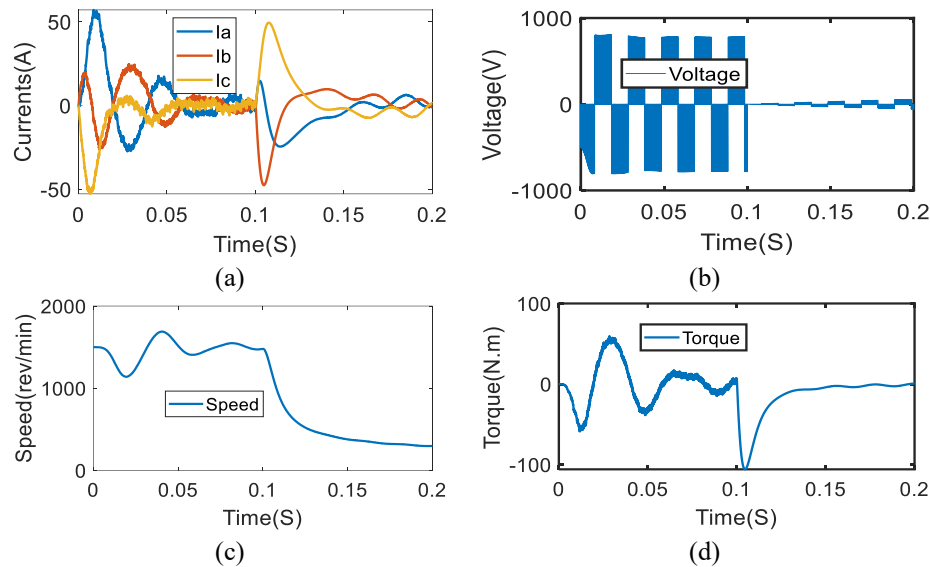 50
0
-50
Currents(A)
Ia
Ib
Ic
0
0.05
0.1
0.15
0.2
Time(S)
(a)
1000
0
-1000
Voltage(V)
Voltage
0
0.05
0.1
0.15
0.2
Time(S)
(b)
2000
1000
0
Speed(rev/min)
Speed
0
0.05
0.1
0.15
0.2
Time(S)
(c)
100
0
-100
Torque(N.m)
Torque
0
0.05
0.1
0.15
0.2
Time(S)
(d)